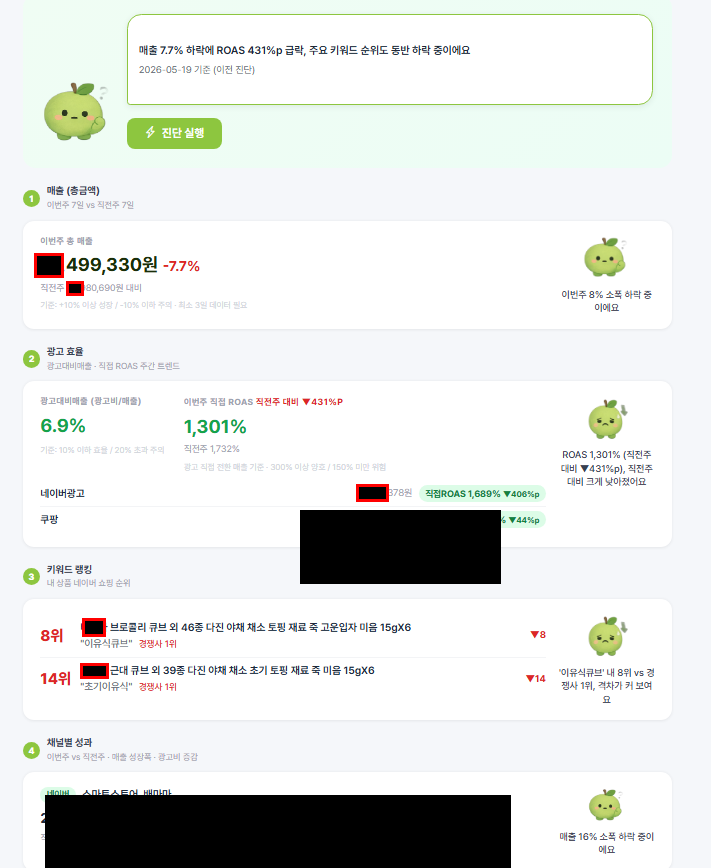 매출 7.7% 하락에 ROAS 431%p 급락, 주요 키워드 순위도 동반 하락 중이에요
2026-05-19 기준 (이전 진단)
진단 실행
1
매출 (총금액)
이번주 7일 vs 직전주 7일
이번주 총 매출
499,330원 -7.7%
직전주 80,690원 대비
기준: +10% 이상 성장 / -10% 이하 주의 · 최소 3일 데이터 필요
이번주 8% 소폭 하락 중
이에요
2
광고 효율
광고대비매출 · 직접 ROAS 주간 트렌드
광고대비매출 (광고비/매출)
6.9%
기준: 10% 이하 효율 / 20% 초과 주의
이번주 직접 ROAS 직전주 대비 ▼431%P
1,301%
직전주 1,732%
광고 직접 전환 매출 기준 · 300% 이상 양호 / 150% 미만 위험
ROAS 1,301% (직전주
대비 ▼431%p), 직전주
대비 크게 낮아졌어요
네이버광고 378원 직접ROAS 1,689% ▼406%p
쿠팡 % ▼44%p
3
키워드 랭킹
내 상품 네이버 쇼핑 순위
8위 브로콜리 큐브 외 46종 다진 야채 채소 토핑 재료 죽 고운입자 미음 15gX6 ▼8
"이유식큐브" 경쟁사 1위
14위 근대 큐브 외 39종 다진 야채 채소 초기 토핑 재료 죽 미음 15gX6 ▼14
"초기이유식" 경쟁사 1위
'이유식큐브' 내 8위 vs 경
쟁사 1위, 격차가 커 보여
요
4
채널별 성과
이번주 vs 직전주 · 매출 성장폭 · 광고비 증감
네이버 스마트스토어
매출 16% 소폭 하락 중이
에요